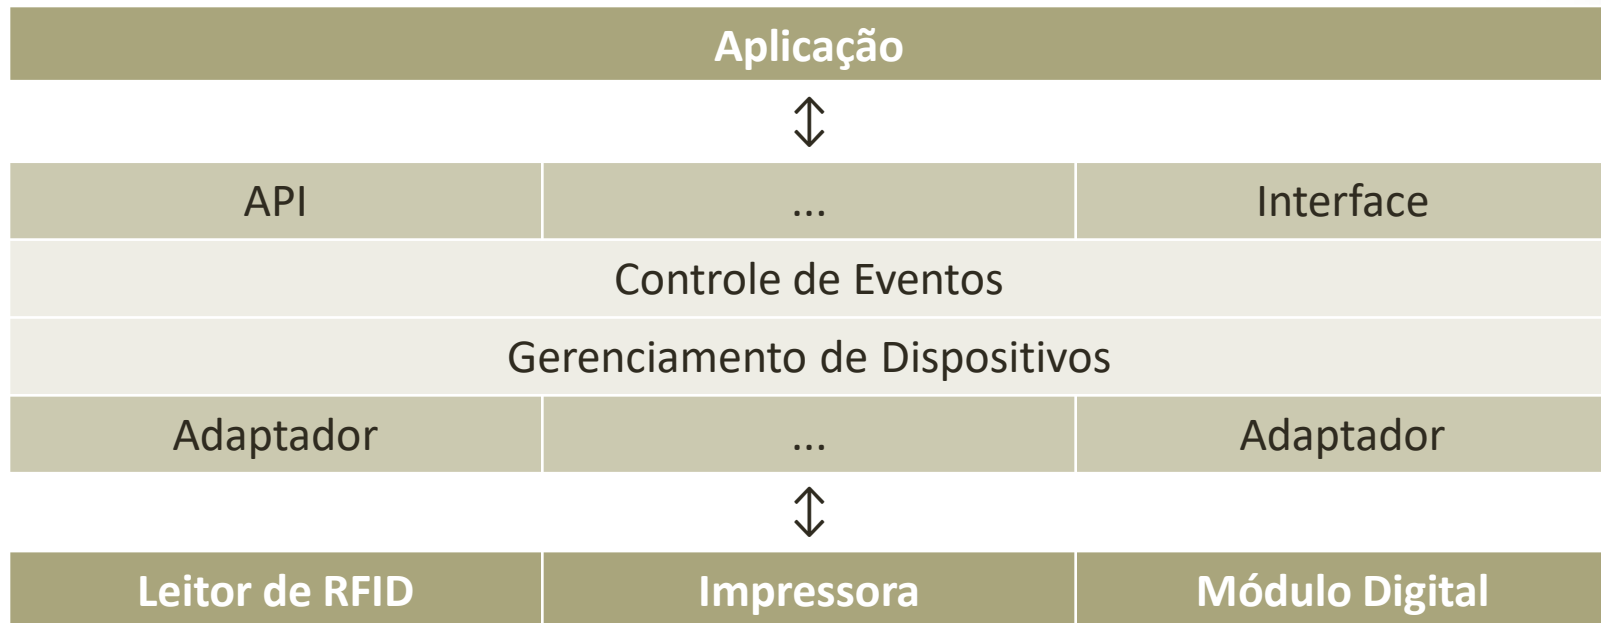 Aplicação
↕
API ... Interface
Controle de Eventos
Gerenciamento de Dispositivos
Adaptador ... Adaptador
↕
Leitor de RFID Impressora Módulo Digital